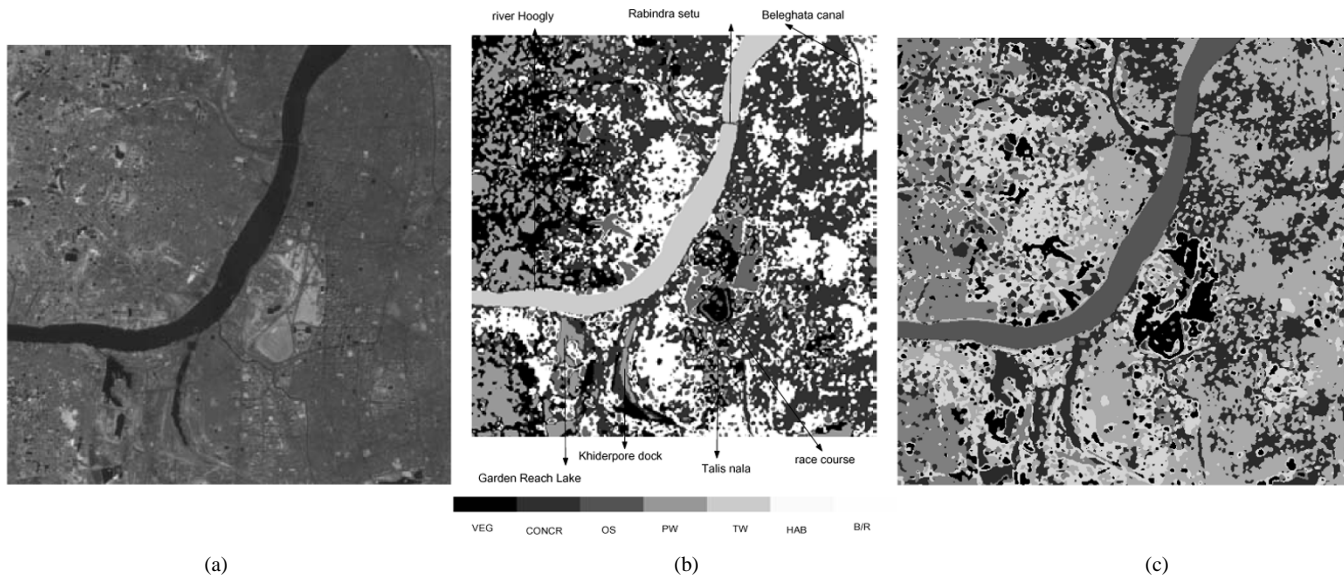 river Hoogly
Rabindra setu
Beleghata canal
Khiderpore dock
Talis nala
race course
Garden Reach Lake
VEG CONCR OS PW TW HAB B/R
(a) (b) (c)